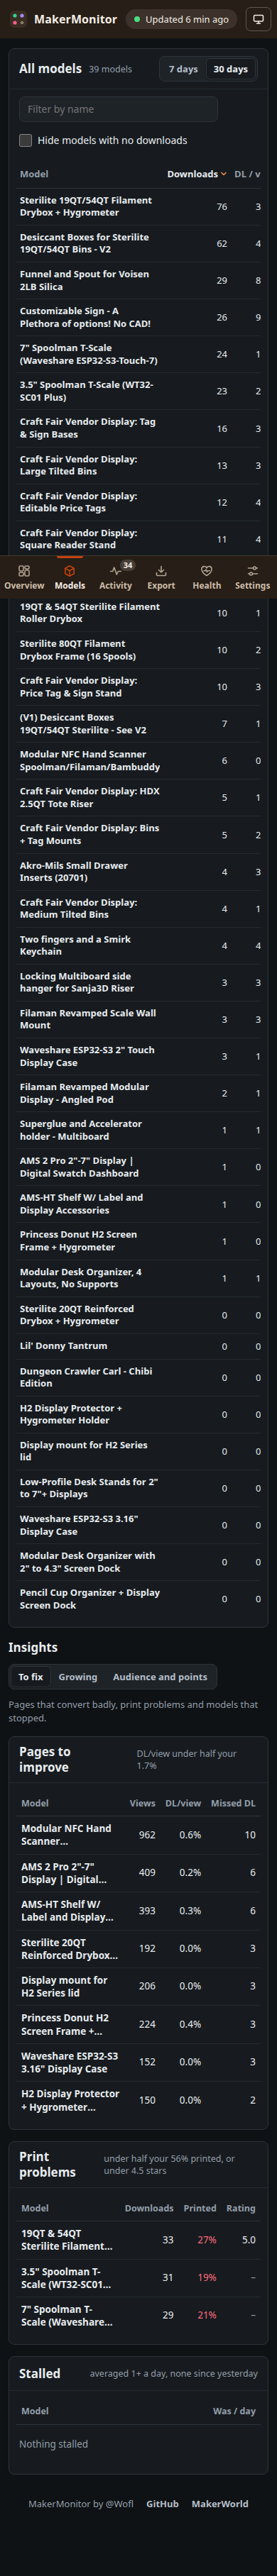 MakerMonitor
Updated 6 min ago
All models 39 models
7 days 30 days
Filter by name
Hide models with no downloads
Model Downloads DL / v
Sterilite 19QT/54QT Filament
Drybox + Hygrometer 76 3
Desiccant Boxes for Sterilite
19QT/54QT Bins - V2 62 4
Funnel and Spout for Voisen
2LB Silica 29 8
Customizable Sign - A
Plethora of options! No CAD! 26 9
7" Spoolman T-Scale
(Waveshare ESP32-S3-Touch-7) 24 1
3.5" Spoolman T-Scale (WT32-
SC01 Plus) 23 2
Craft Fair Vendor Display: Tag
& Sign Bases 16 3
Craft Fair Vendor Display:
Large Tilted Bins 13 3
Craft Fair Vendor Display:
Editable Price Tags 12 4
Craft Fair Vendor Display:
Square Reader Stand 11 4
34
Overview Models Activity Export Health Settings
19QT & 54QT Sterilite Filament
Roller Drybox 10 1
Sterilite 80QT Filament
Drybox Frame (16 Spools) 10 2
Craft Fair Vendor Display:
Price Tag & Sign Stand 10 3
(V1) Desiccant Boxes
19QT/54QT Sterilite - See V2 7 1
Modular NFC Hand Scanner
Spoolman/Filaman/Bambuddy 6 0
Craft Fair Vendor Display: HDX
2.5QT Tote Riser 5 1
Craft Fair Vendor Display: Bins
+ Tag Mounts 5 2
Akro-Mils Small Drawer
Inserts (20701) 4 3
Craft Fair Vendor Display:
Medium Tilted Bins 4 1
Two fingers and a Smirk
Keychain 4 4
Locking Multiboard side
hanger for Sanja3D Riser 3 3
Filaman Revamped Scale Wall
Mount 3 3
Waveshare ESP32-S3 2" Touch
Display Case 3 1
Filaman Revamped Modular
Display - Angled Pod 2 1
Superglue and Accelerator
holder - Multiboard 1 1
AMS 2 Pro 2"-7" Display |
Digital Swatch Dashboard 1 0
AMS-HT Shelf W/ Label and
Display Accessories 1 0
Princess Donut H2 Screen
Frame + Hygrometer 1 0
Modular Desk Organizer, 4
Layouts, No Supports 1 1
Sterilite 20QT Reinforced
Drybox + Hygrometer 0 0
Lil' Donny Tantrum 0 0
Dungeon Crawler Carl - Chibi
Edition 0 0
H2 Display Protector +
Hygrometer Holder 0 0
Display mount for H2 Series
lid 0 0
Low-Profile Desk Stands for 2"
to 7"+ Displays 0 0
Waveshare ESP32-S3 3.16"
Display Case 0 0
Modular Desk Organizer with
2" to 4.3" Screen Dock 0 0
Pencil Cup Organizer + Display
Screen Dock 0 0
Insights
To fix Growing Audience and points
Pages that convert badly, print problems and models that
stopped.
Pages to
improve
DL/view under half your
1.7%
Model Views DL/view Missed DL
Modular NFC Hand
Scanner... 962 0.6% 10
AMS 2 Pro 2"-7"
Display | Digital... 409 0.2% 6
AMS-HT Shelf W/
Label and Display... 393 0.3% 6
Sterilite 20QT
Reinforced Drybox... 192 0.0% 3
Display mount for
H2 Series lid 206 0.0% 3
Princess Donut H2
Screen Frame +... 224 0.4% 3
Waveshare ESP32-S3
3.16" Display Case 152 0.0% 3
H2 Display Protector
+ Hygrometer... 150 0.0% 2
Print
problems
under half your 56% printed, or
under 4.5 stars
Model Downloads Printed Rating
19QT & 54QT
Sterilite Filament... 33 27% 5.0
3.5" Spoolman T-
Scale (WT32-SC01... 31 19% –
7" Spoolman T-
Scale (Waveshare... 29 21% –
Stalled averaged 1+ a day, none since yesterday
Model Was / day
Nothing stalled
MakerMonitor by @Wofl GitHub MakerWorld